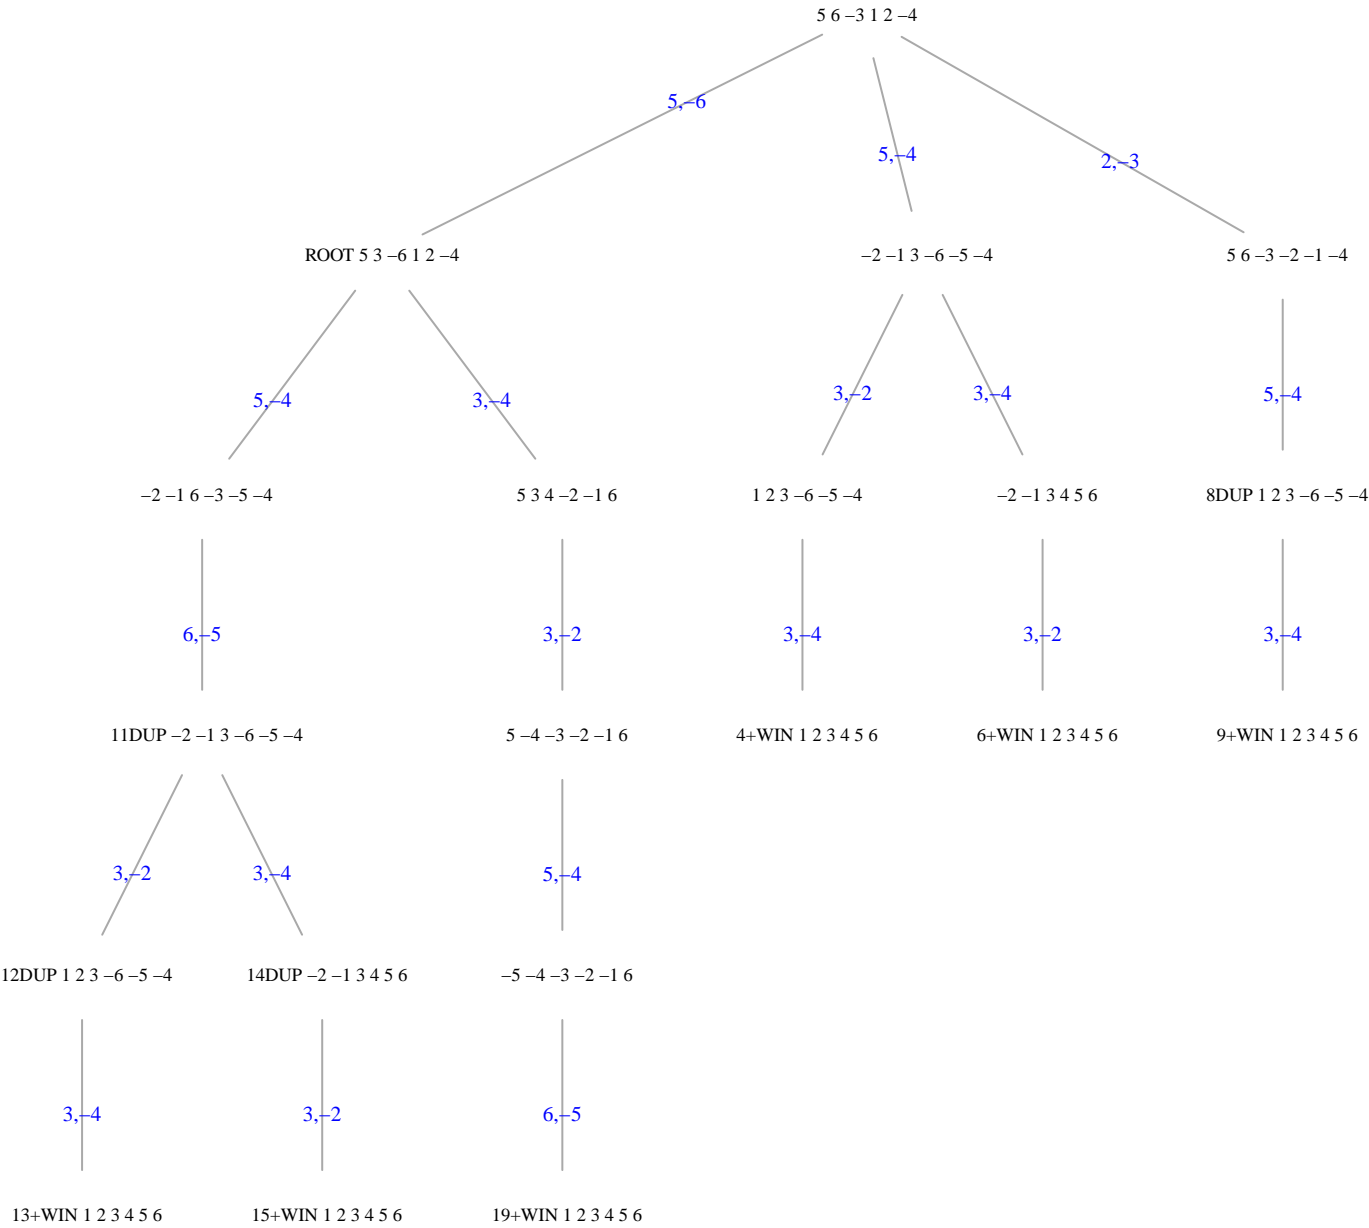 5 6 –3 1 2 –4
5,–6
5,–4
2,–3
ROOT 5 3 –6 1 2 –4
–2 –1 3 –6 –5 –4
5 6 –3 –2 –1 –4
5,–4
3,–4
3,–2
3,–4
5,–4
–2 –1 6 –3 –5 –4
5 3 4 –2 –1 6
1 2 3 –6 –5 –4
–2 –1 3 4 5 6
8DUP 1 2 3 –6 –5 –4
6,–5
3,–2
3,–4
3,–2
3,–4
11DUP –2 –1 3 –6 –5 –4
5 –4 –3 –2 –1 6
4+WIN 1 2 3 4 5 6
6+WIN 1 2 3 4 5 6
9+WIN 1 2 3 4 5 6
3,–2
3,–4
5,–4
12DUP 1 2 3 –6 –5 –4
14DUP –2 –1 3 4 5 6
–5 –4 –3 –2 –1 6
3,–4
3,–2
6,–5
13+WIN 1 2 3 4 5 6
15+WIN 1 2 3 4 5 6
19+WIN 1 2 3 4 5 6